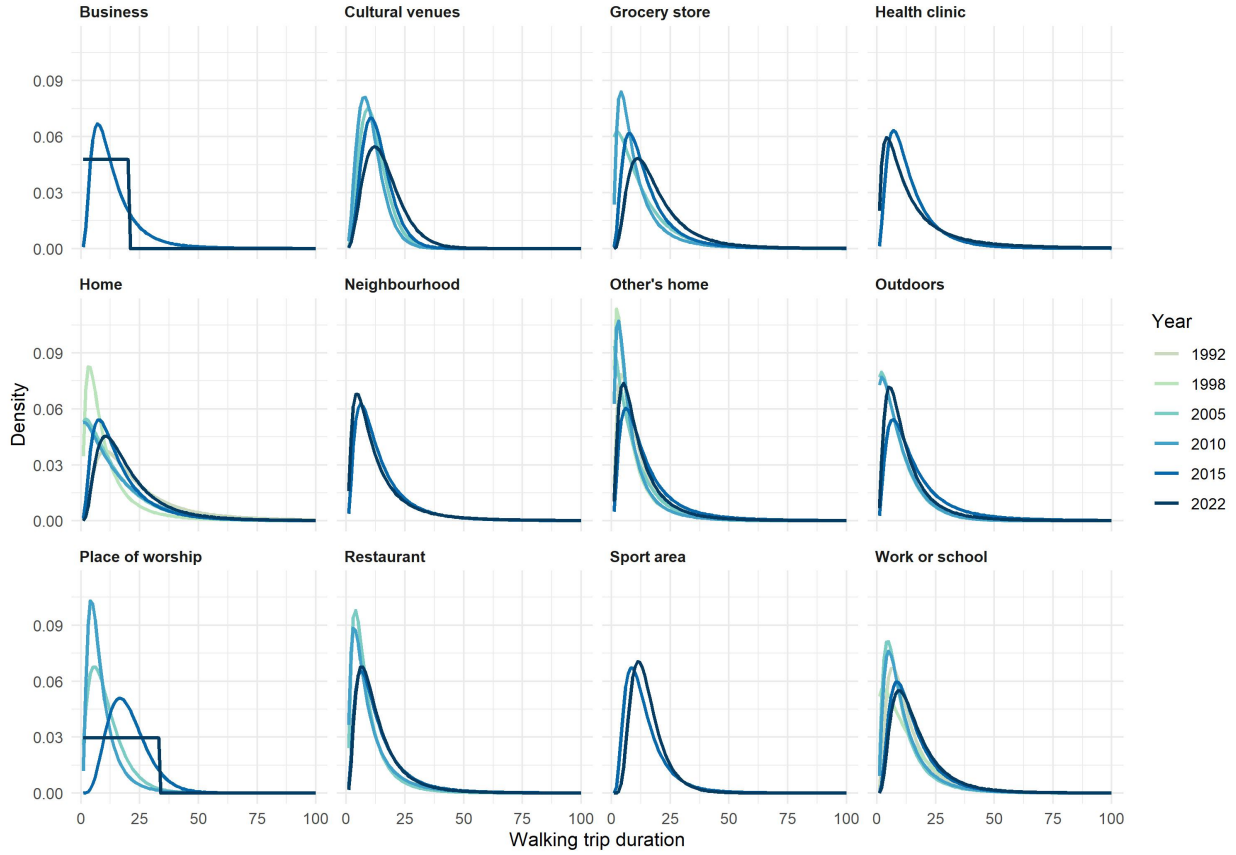 Business
Cultural venues
Grocery store
Health clinic
0.09
0.06
0.03
0.00
Home
Neighbourhood
Other's home
Outdoors
0.09
0.06
0.03
0.00
Place of worship
Restaurant
Sport area
Work or school
0.09
0.06
0.03
0.00
0 25 50 75 100 0 25 50 75 100 0 25 50 75 100 0 25 50 75 100
Walking trip duration
Density
Year
1992
1998
2005
2010
2015
2022